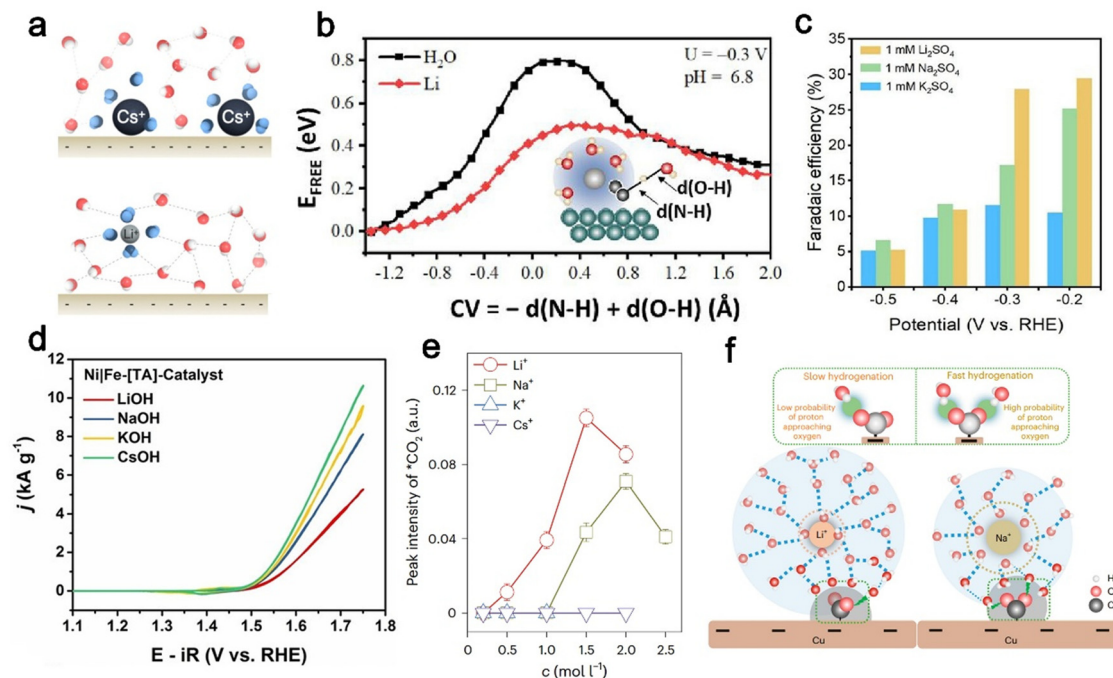 a
Cs⁺
Cs⁺
Li⁺
- - - - - - - - -
- - - - - - - - -
b
H₂O
Li
U = –0.3 V
pH = 6.8
E_FREE (eV)
0.8
0.6
0.4
0.2
0.0
d(O-H)
d(N-H)
-1.2 -0.8 -0.4 0.0 0.4 0.8 1.2 1.6 2.0
CV = – d(N-H) + d(O-H) (Å)
c
1 mM Li₂SO₄
1 mM Na₂SO₄
1 mM K₂SO₄
Faradaic efficiency (%)
35
30
25
20
15
10
5
0
-0.5 -0.4 -0.3 -0.2
Potential (V vs. RHE)
d
Ni|Fe-[TA]-Catalyst
LiOH
NaOH
KOH
CsOH
j (kA g⁻¹)
12
10
8
6
4
2
0
1.1 1.2 1.3 1.4 1.5 1.6 1.7 1.8
E - iR (V vs. RHE)
e
Li⁺
Na⁺
K⁺
Cs⁺
Peak intensity of *CO₂ (a.u.)
0.12
0.08
0.04
0
0 0.5 1.0 1.5 2.0 2.5
c (mol l⁻¹)
f
Slow hydrogenation
Low probability
of proton
approaching
oxygen
Fast hydrogenation
High probability
of proton
approaching
oxygen
Li⁺
Na⁺
H
Cu
Cu